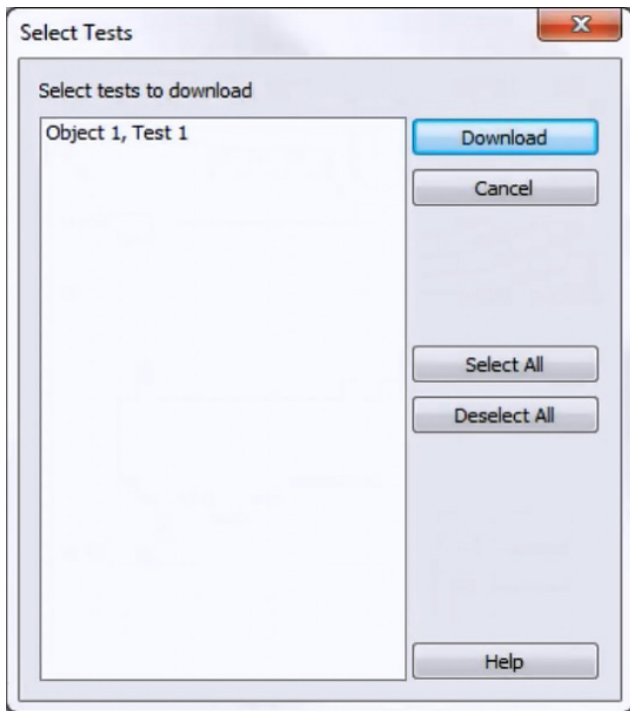 Select Tests
Select tests to download
Object 1, Test 1
Download
Cancel
Select All
Deselect All
Help